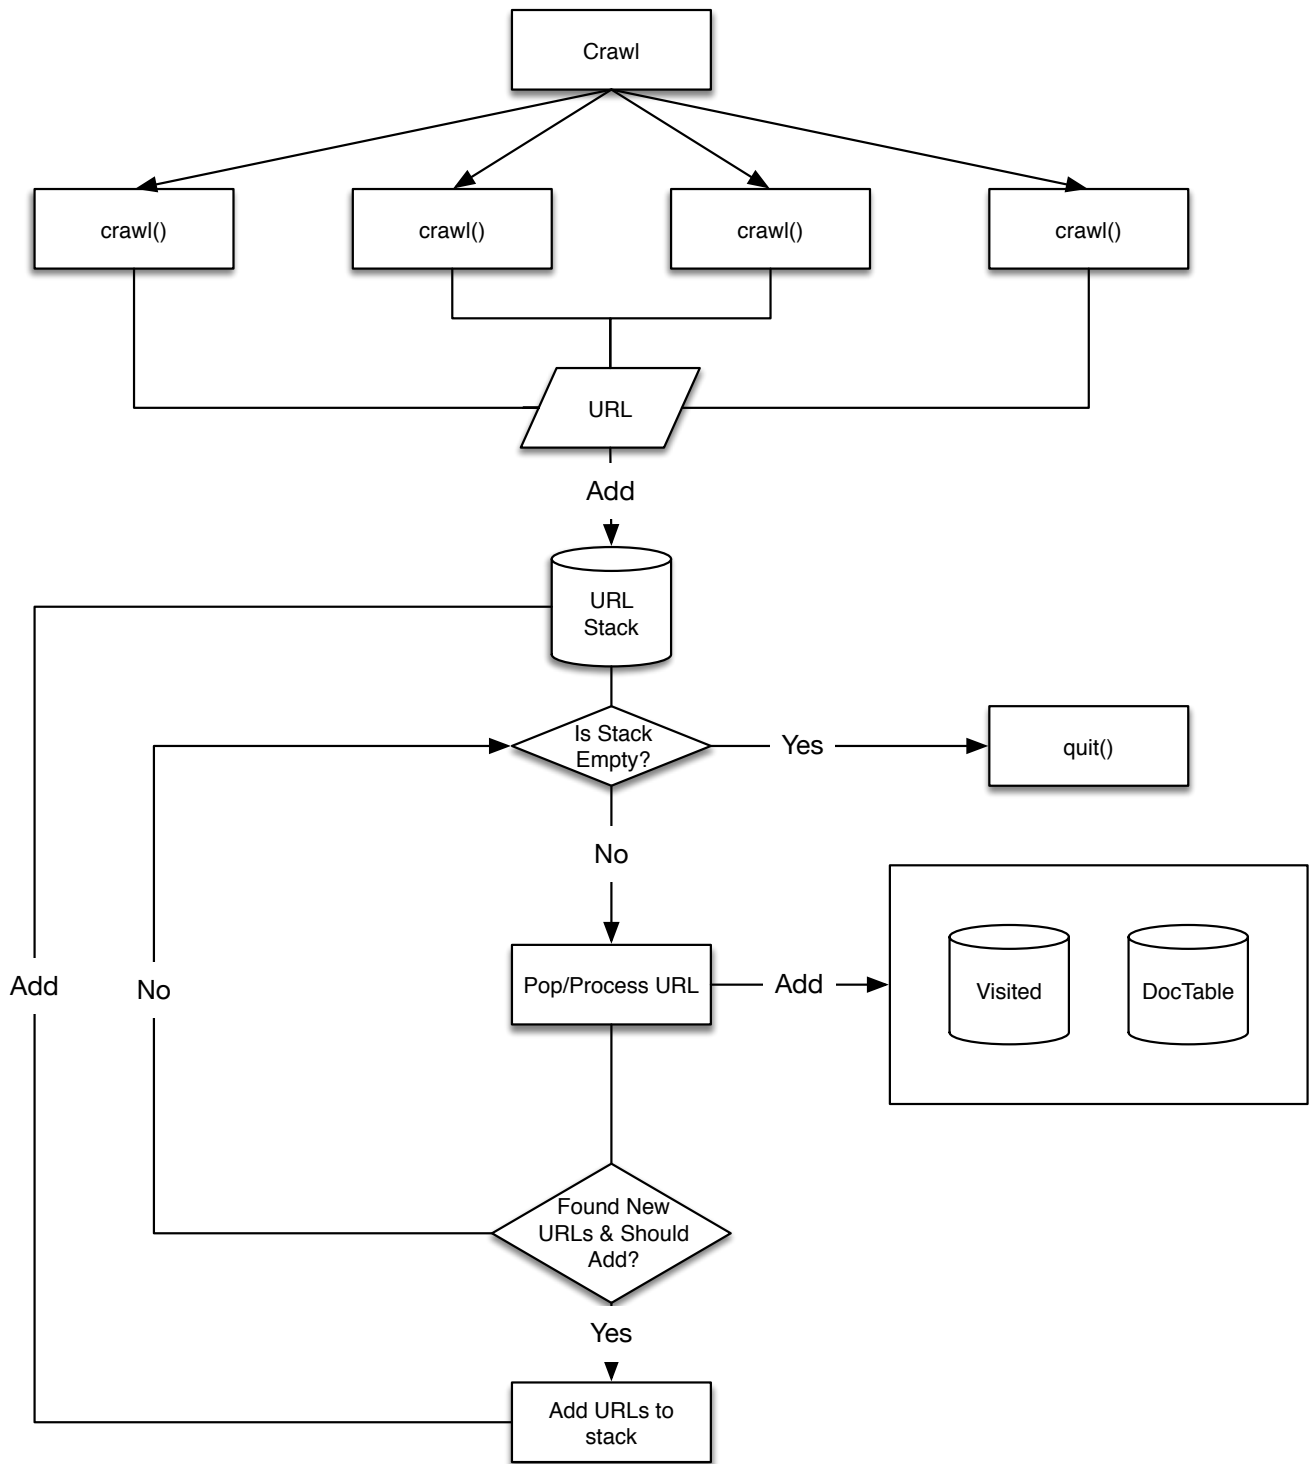 Crawl
crawl()
crawl()
crawl()
crawl()
URL
Add
URL
Stack
Is Stack
Empty?
Yes
quit()
No
Add
No
Pop/Process URL
Add
Visited
DocTable
Found New
URLs & Should
Add?
Yes
Add URLs to
stack